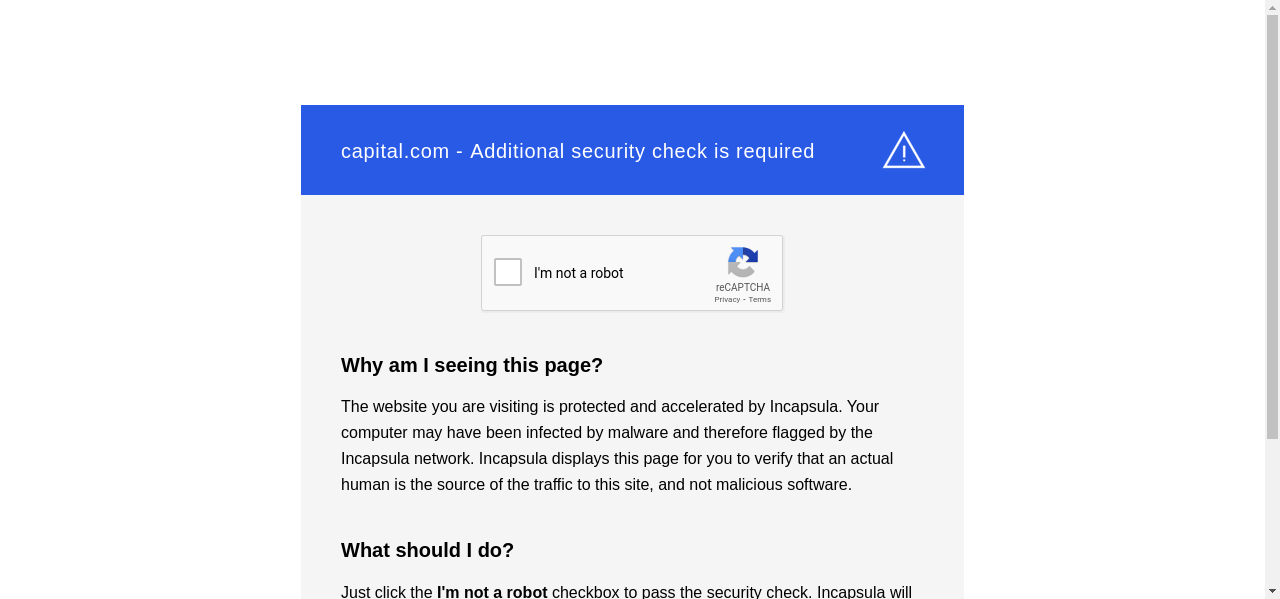 capital.com - Additional security check is required
I'm not a robot
reCAPTCHA
Privacy - Terms
Why am I seeing this page?
The website you are visiting is protected and accelerated by Incapsula. Your
computer may have been infected by malware and therefore flagged by the
Incapsula network. Incapsula displays this page for you to verify that an actual
human is the source of the traffic to this site, and not malicious software.
What should I do?
Just click the I'm not a robot checkbox to pass the security check. Incapsula will